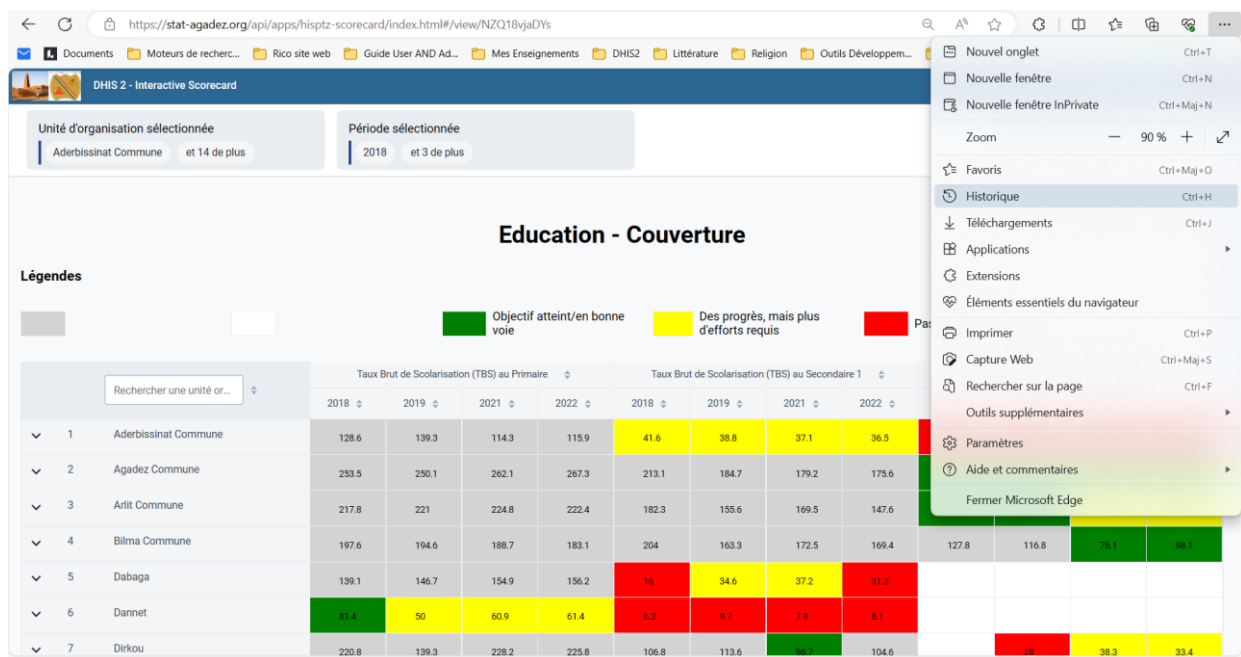 https://stat-agadez.org/api/apps/hisptz-scorecard/index.html#/view/NZQ18vjaDYs
Documents Moteurs de recherc... Rico site web Guide User AND Ad... Mes Enseignements DHIS2 Littérature Religion Outils Développem...
DHIS 2 - Interactive Scorecard
Unité d'organisation sélectionnée
Aderbissinat Commune et 14 de plus
Période sélectionnée
2018 et 3 de plus
Education - Couverture
Légendes
Objectif atteint/en bonne
voie
Des progrès, mais plus
d'efforts requis
Rechercher une unité or...
Taux Brut de Scolarisation (TBS) au Primaire Taux Brut de Scolarisation (TBS) au Secondaire 1
2018 2019 2021 2022 2018 2019 2021 2022
1 Aderbissinat Commune 128.6 139.3 114.3 115.9 41.6 38.8 37.1 36.5
2 Agadez Commune 253.5 250.1 262.1 267.3 213.1 184.7 179.2 175.6
3 Arlit Commune 217.8 221 224.8 222.4 182.3 155.6 169.5 147.6
4 Bilma Commune 197.6 194.6 188.7 183.1 204 163.3 172.5 169.4 127.8 116.8 76.1 98.1
5 Dabaga 139.1 146.7 154.9 156.2 16 34.6 37.2 31.3
6 Dannet 81.4 50 60.9 61.4 6.2 9.7 7.9 8.1
7 Dirkou 220.8 139.3 228.2 225.8 106.8 113.6 96.7 104.6 28 38.3 33.4
Nouvel onglet Ctrl+T
Nouvelle fenêtre Ctrl+N
Nouvelle fenêtre InPrivate Ctrl+Maj+N
Zoom — 90 % +
Favoris Ctrl+Maj+O
Historique Ctrl+H
Téléchargements Ctrl+J
Applications
Extensions
Éléments essentiels du navigateur
Imprimer Ctrl+P
Capture Web Ctrl+Maj+S
Rechercher sur la page Ctrl+F
Outils supplémentaires
Paramètres
Aide et commentaires
Fermer Microsoft Edge